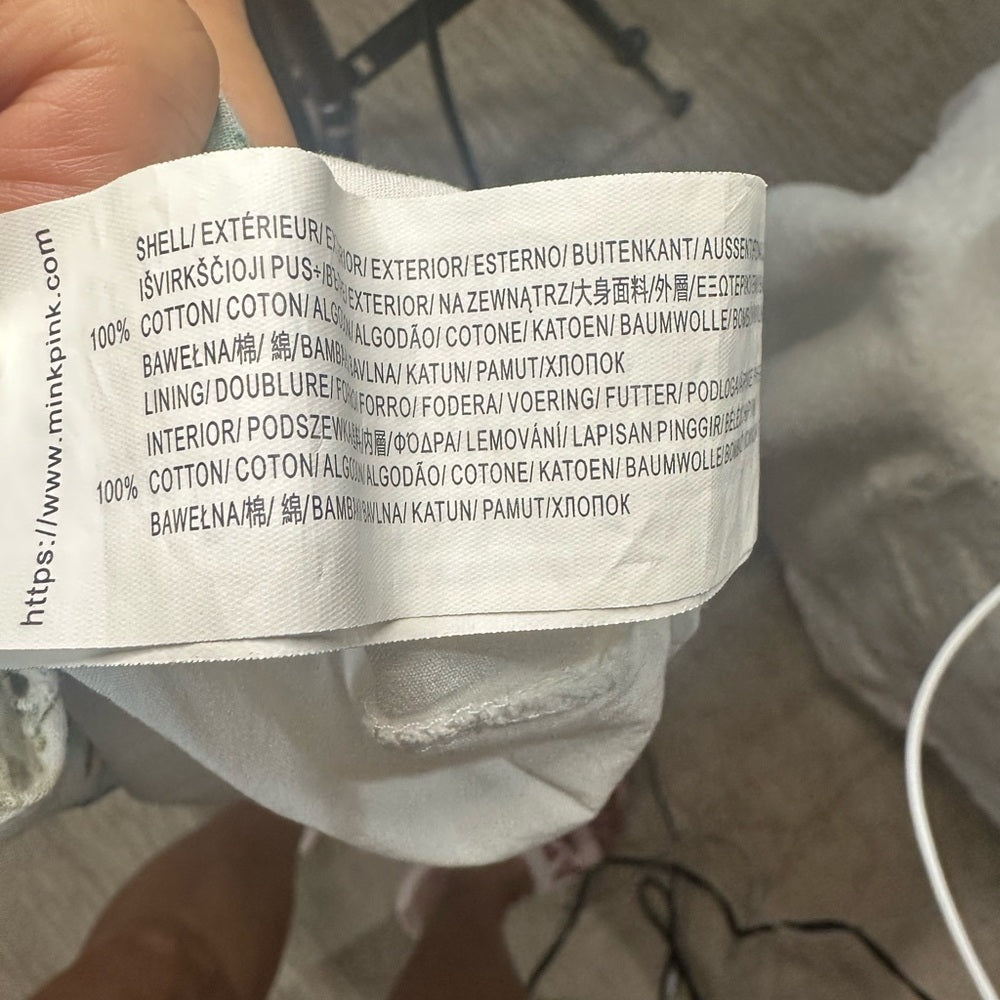 https://www.minkpink.com
SHELL/ EXTÉRIEUR/ EXTERIOR/ ESTERNO/ BUITENKANT/
IŠVIRKŠČIOJI PUS÷/ EXTERIOR/ NA ZEWNĄTRZ/大身面料/外層/
100% COTTON/ COTON/ ALGODÃO/ COTONE/ KATOEN/ BAUMWOLLE/
BAWEŁNA/棉/ 綿/ BAVLNA/ KATUN/ PAMUT/ХЛОПОК
LINING/ DOUBLURE/ FORRO/ FODERA/ VOERING/ FUTTER/
INTERIOR/ /內層/ΦΌΔΡΑ/ LEMOVÁNÍ/ LAPISAN PINGGIR/
100% COTTON/ COTON/ ALGODÃO/ COTONE/ KATOEN/ BAUMWOLLE/
BAWEŁNA/棉/ 綿/ BAVLNA/ KATUN/ PAMUT/ХЛОПОК